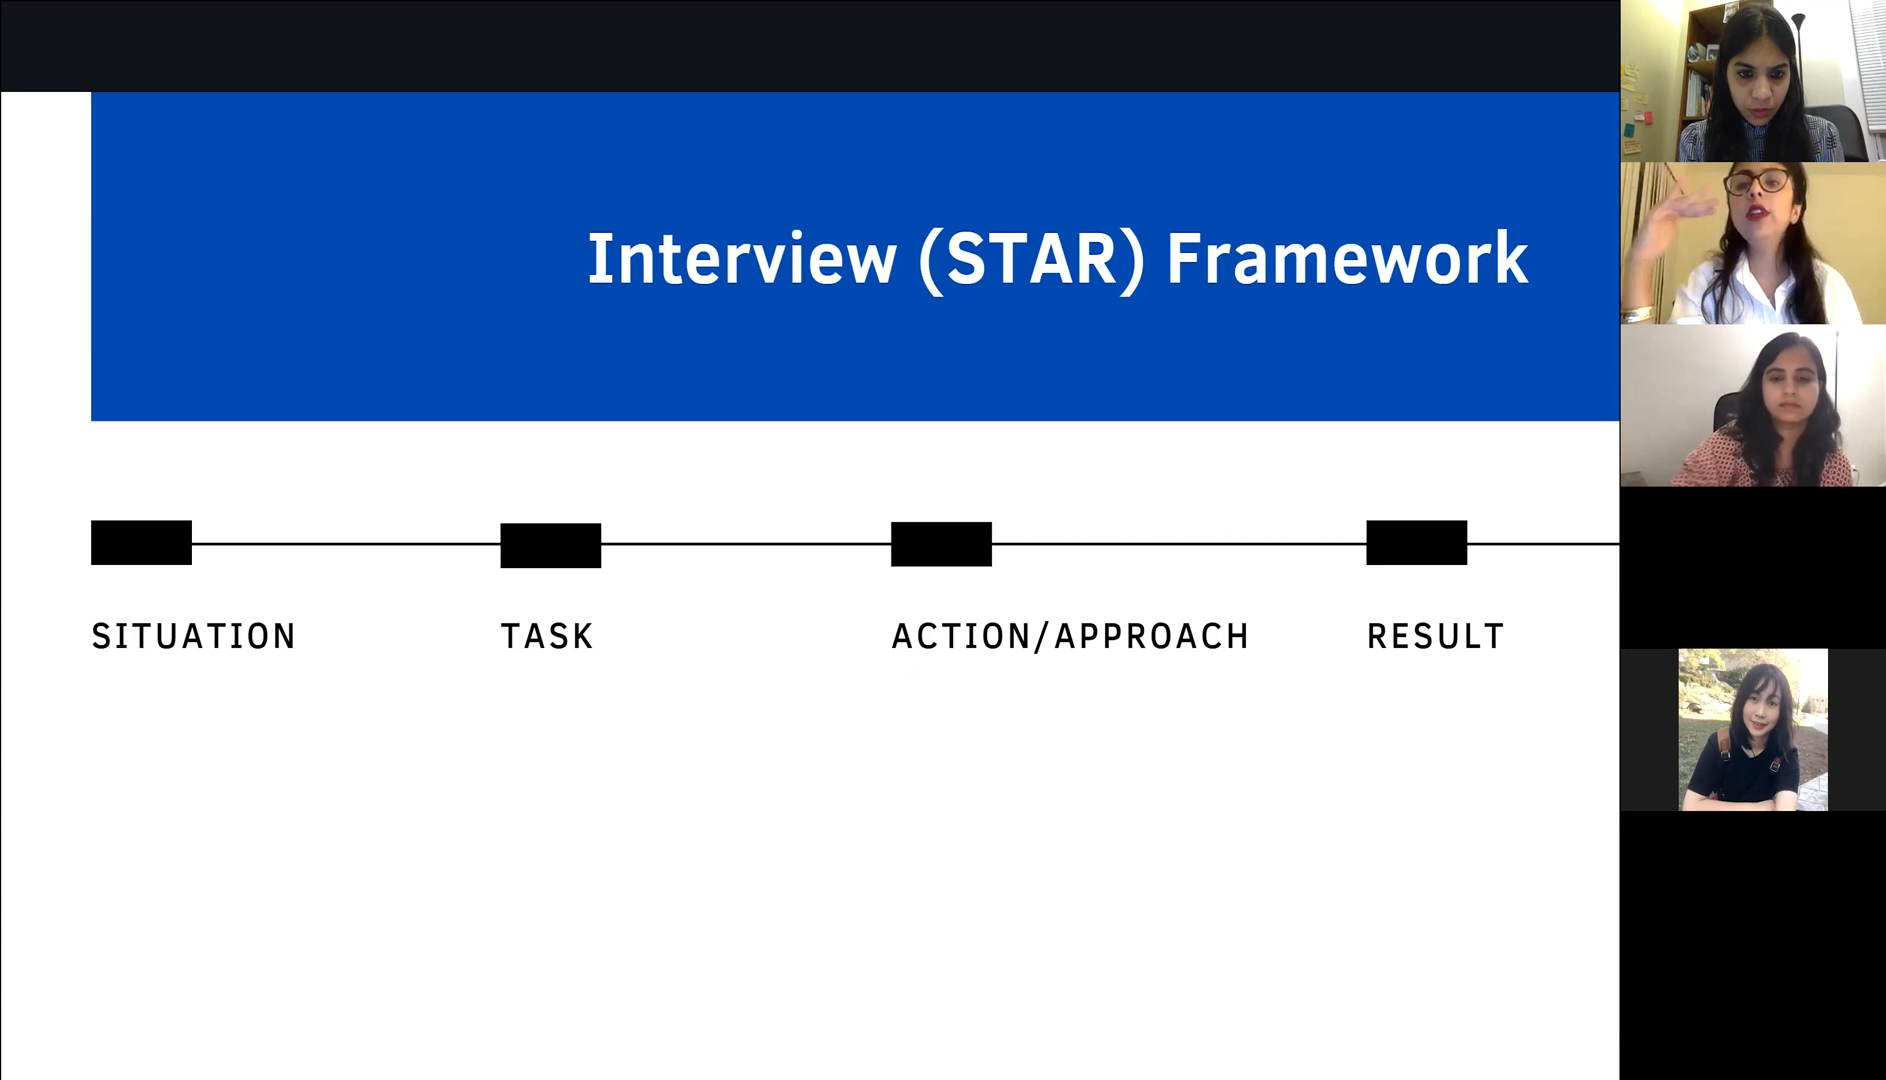 Interview (STAR) Framework
SITUATION
TASK
ACTION/APPROACH
RESULT